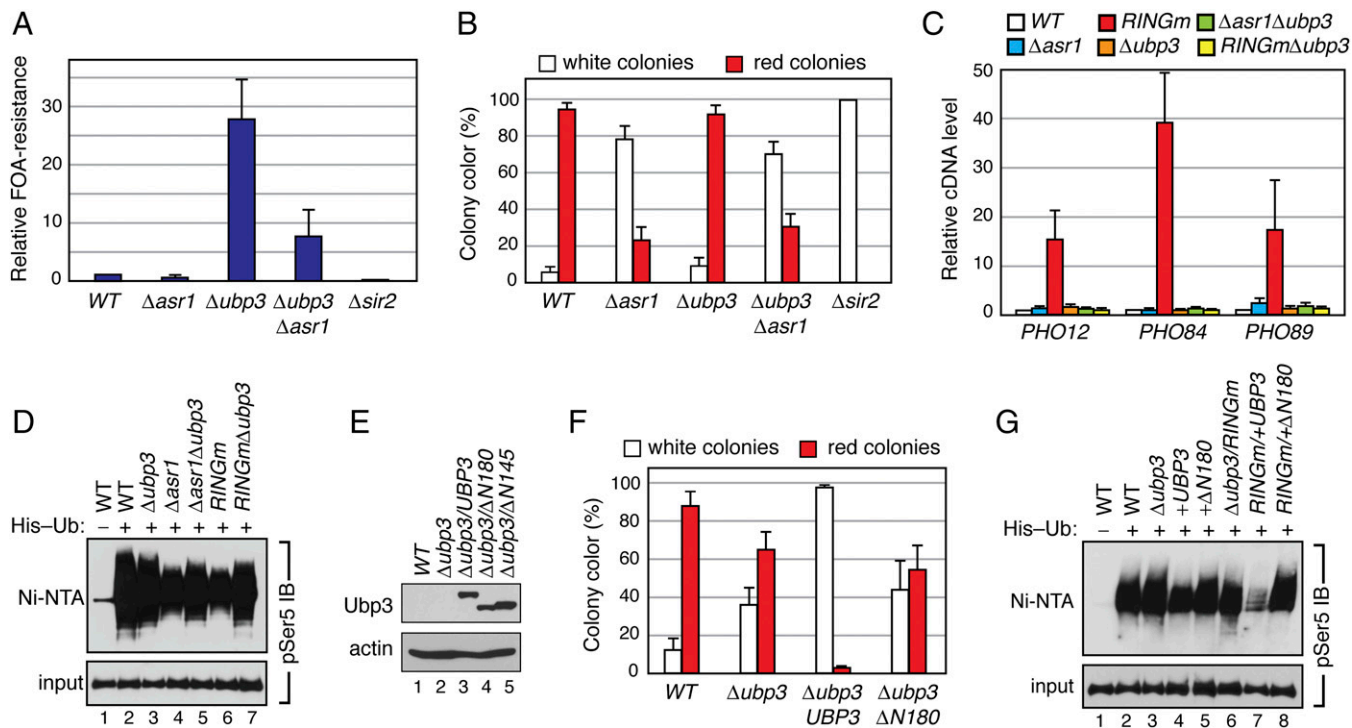 A
Relative FOA-resistance
30
20
10
0
WT
Δasr1
Δubp3
Δubp3
Δsir2
Δasr1
B
white colonies
red colonies
Colony color (%)
100
80
60
40
20
0
WT
Δasr1
Δubp3
Δubp3
Δsir2
Δasr1
C
WT
RINGm
Δasr1Δubp3
Δasr1
Δubp3
RINGmΔubp3
Relative cDNA level
50
40
30
20
10
0
PHO12
PHO84
PHO89
D
WT
WT
Δubp3
Δasr1
Δasr1Δubp3
RINGm
RINGmΔubp3
His–Ub: – + + + + + +
Ni-NTA
input
pSer5 IB
1 2 3 4 5 6 7
E
WT
Δubp3
Δubp3/UBP3
Δubp3/ΔN180
Δubp3/ΔN145
Ubp3
actin
1 2 3 4 5
F
white colonies
red colonies
Colony color (%)
100
80
60
40
20
0
WT
Δubp3
Δubp3
Δubp3
UBP3
ΔN180
G
WT
WT
Δubp3
+UBP3
+ΔN180
Δubp3/RINGm
RINGm/+UBP3
RINGm/+ΔN180
His–Ub: – + + + + + + +
Ni-NTA
input
pSer5 IB
1 2 3 4 5 6 7 8